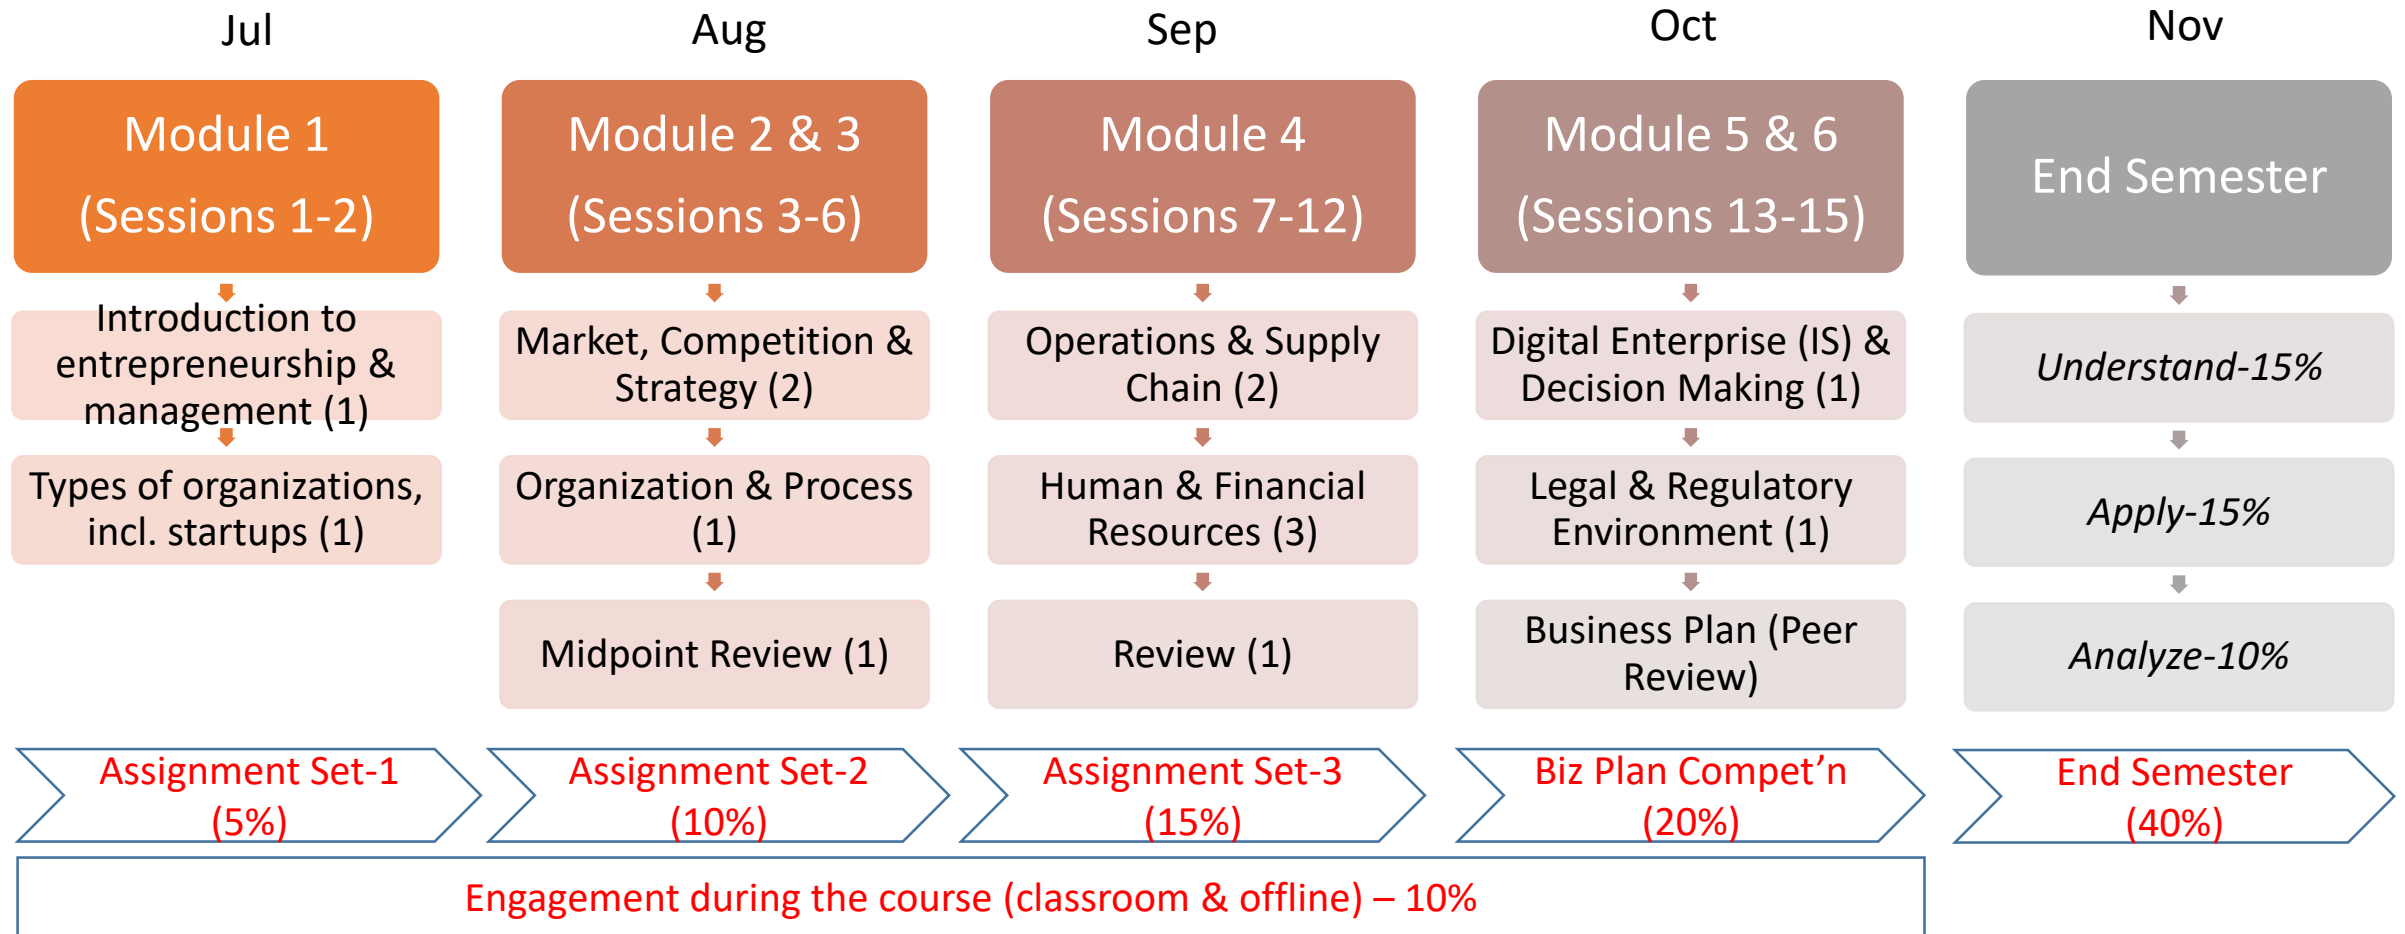 Jul
Aug
Sep
Oct
Nov
Module 1
(Sessions 1-2)
Module 2 & 3
(Sessions 3-6)
Module 4
(Sessions 7-12)
Module 5 & 6
(Sessions 13-15)
End Semester
Introduction to
entrepreneurship &
management (1)
Types of organizations,
incl. startups (1)
Market, Competition &
Strategy (2)
Organization & Process
(1)
Midpoint Review (1)
Operations & Supply
Chain (2)
Human & Financial
Resources (3)
Review (1)
Digital Enterprise (IS) &
Decision Making (1)
Legal & Regulatory
Environment (1)
Business Plan (Peer
Review)
Understand-15%
Apply-15%
Analyze-10%
Assignment Set-1
(5%)
Assignment Set-2
(10%)
Assignment Set-3
(15%)
Biz Plan Compet’n
(20%)
End Semester
(40%)
Engagement during the course (classroom & offline) – 10%